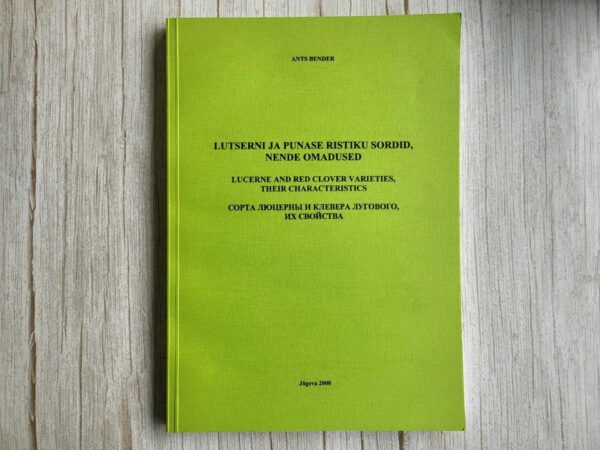 ANTS BENDER
LUTSERNI JA PUNASE RISTIKU SORDID,
NENDE OMADUSED
LUCERNE AND RED CLOVER VARIETIES,
THEIR CHARACTERISTICS
СОРТА ЛЮЦЕРНЫ И КЛЕВЕРА ЛУГОВОГО,
ИХ СВОЙСТВА
Jõgeva 2000